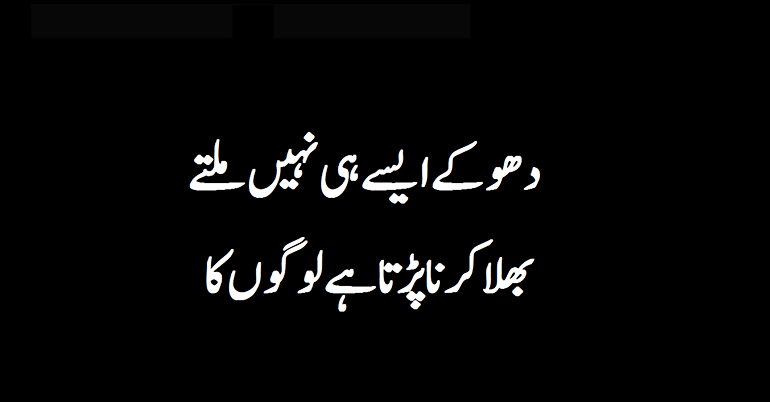 دھوکے ایسے ہی نہیں ملتے
بھلا کرنا پڑتا ہے لوگوں کا